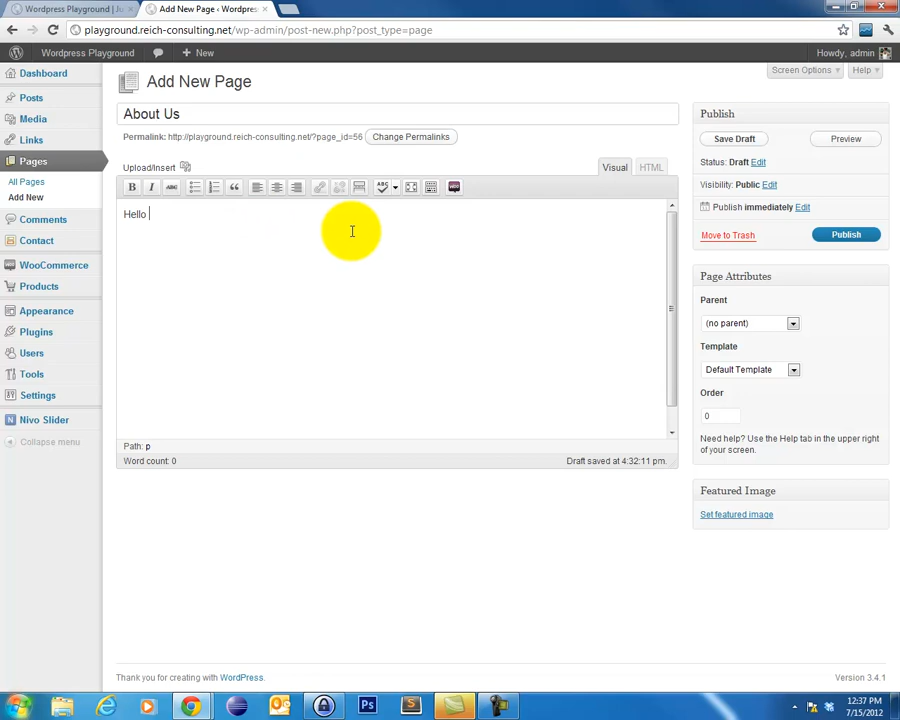 Wordpress Playground | Ju
Add New Page ‹ Wordpres
playground.reich-consulting.net/wp-admin/post-new.php?post_type=page
Wordpress Playground
New
Howdy, admin
Dashboard
Posts
Media
Links
Pages
All Pages
Add New
Comments
Contact
WooCommerce
Products
Appearance
Plugins
Users
Tools
Settings
Nivo Slider
Collapse menu
Screen Options
Help
Add New Page
About Us
Permalink: http://playground.reich-consulting.net/?page_id=56
Change Permalinks
Upload/Insert
Visual
HTML
B I ABC
ABC
Hello
Path: p
Word count: 0
Draft saved at 4:32:11 pm.
Publish
Save Draft
Preview
Status: Draft Edit
Visibility: Public Edit
Publish immediately Edit
Move to Trash
Publish
Page Attributes
Parent
(no parent)
Template
Default Template
Order
0
Need help? Use the Help tab in the upper right
of your screen.
Featured Image
Set featured image
Thank you for creating with WordPress.
Version 3.4.1
Ps
S
12:37 PM
7/15/2012